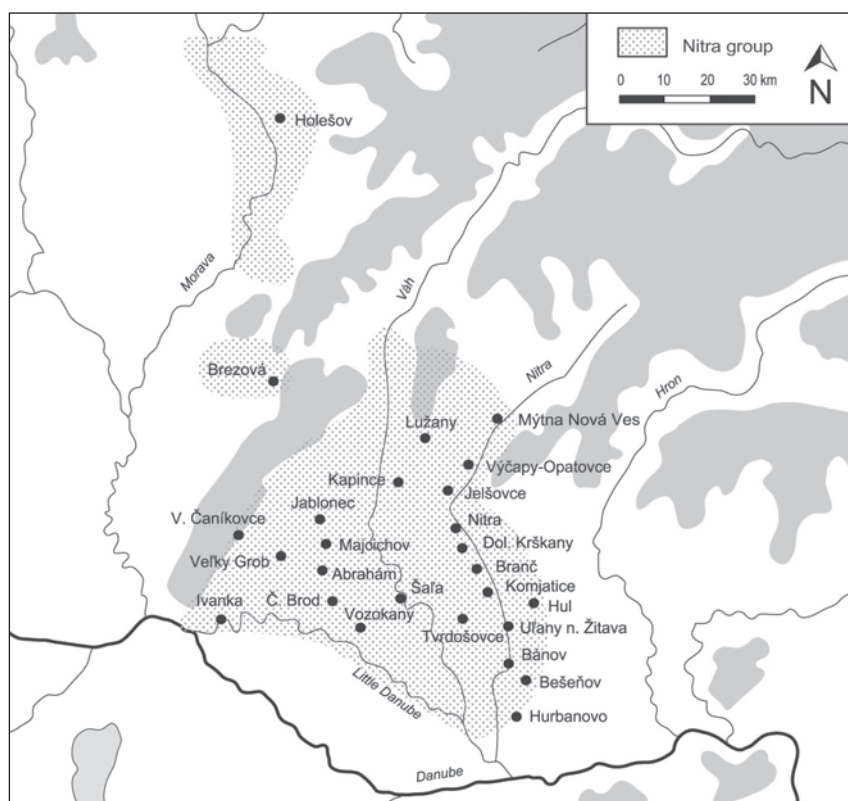 Nitra group
0 10 20 30 km
N
Holešov
Morava
Váh
Brezová
Nitra
Hron
Lužany
Mýtna Nová Ves
Výčapy-Opatovce
Kapince
Jelšovce
Jablonec
V. Čaníkovce
Nitra
Majcichov
Dol. Krškany
Veľky Grob
Abrahám
Branč
Komjatice
Šaľa
Hul
Ivanka
Č. Brod
Vozokany
Tvrdošovce
Uľany n. Žitava
Bánov
Little Danube
Bešeňov
Hurbanovo
Danube